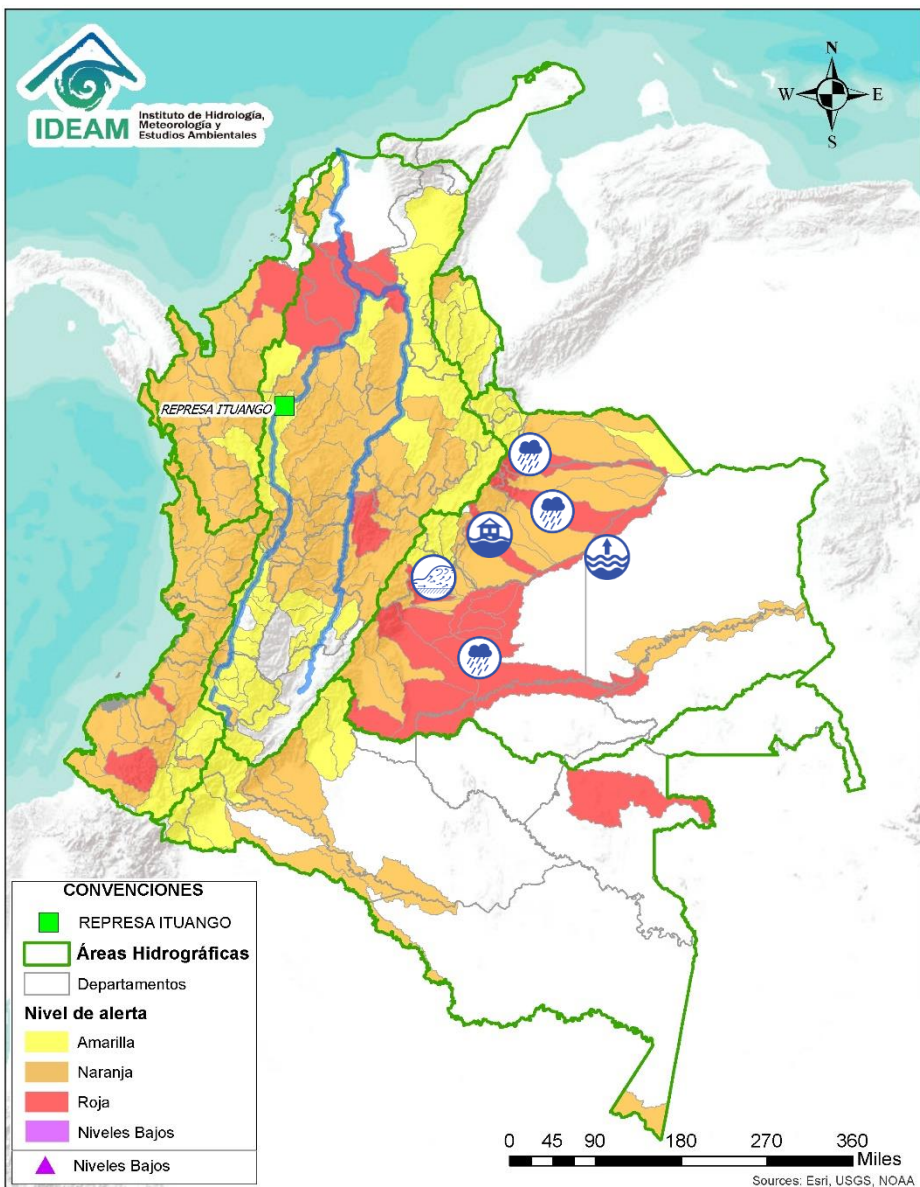 IDEAM
Instituto de Hidrología,
Meteorología y
Estudios Ambientales
N
W E
S
REPRESA ITUANGO
CONVENCIONES
REPRESA ITUANGO
Áreas Hidrográficas
Departamentos
Nivel de alerta
Amarilla
Naranja
Roja
Niveles Bajos
Niveles Bajos
0 45 90 180 270 360
Miles
Sources: Esri, USGS, NOAA